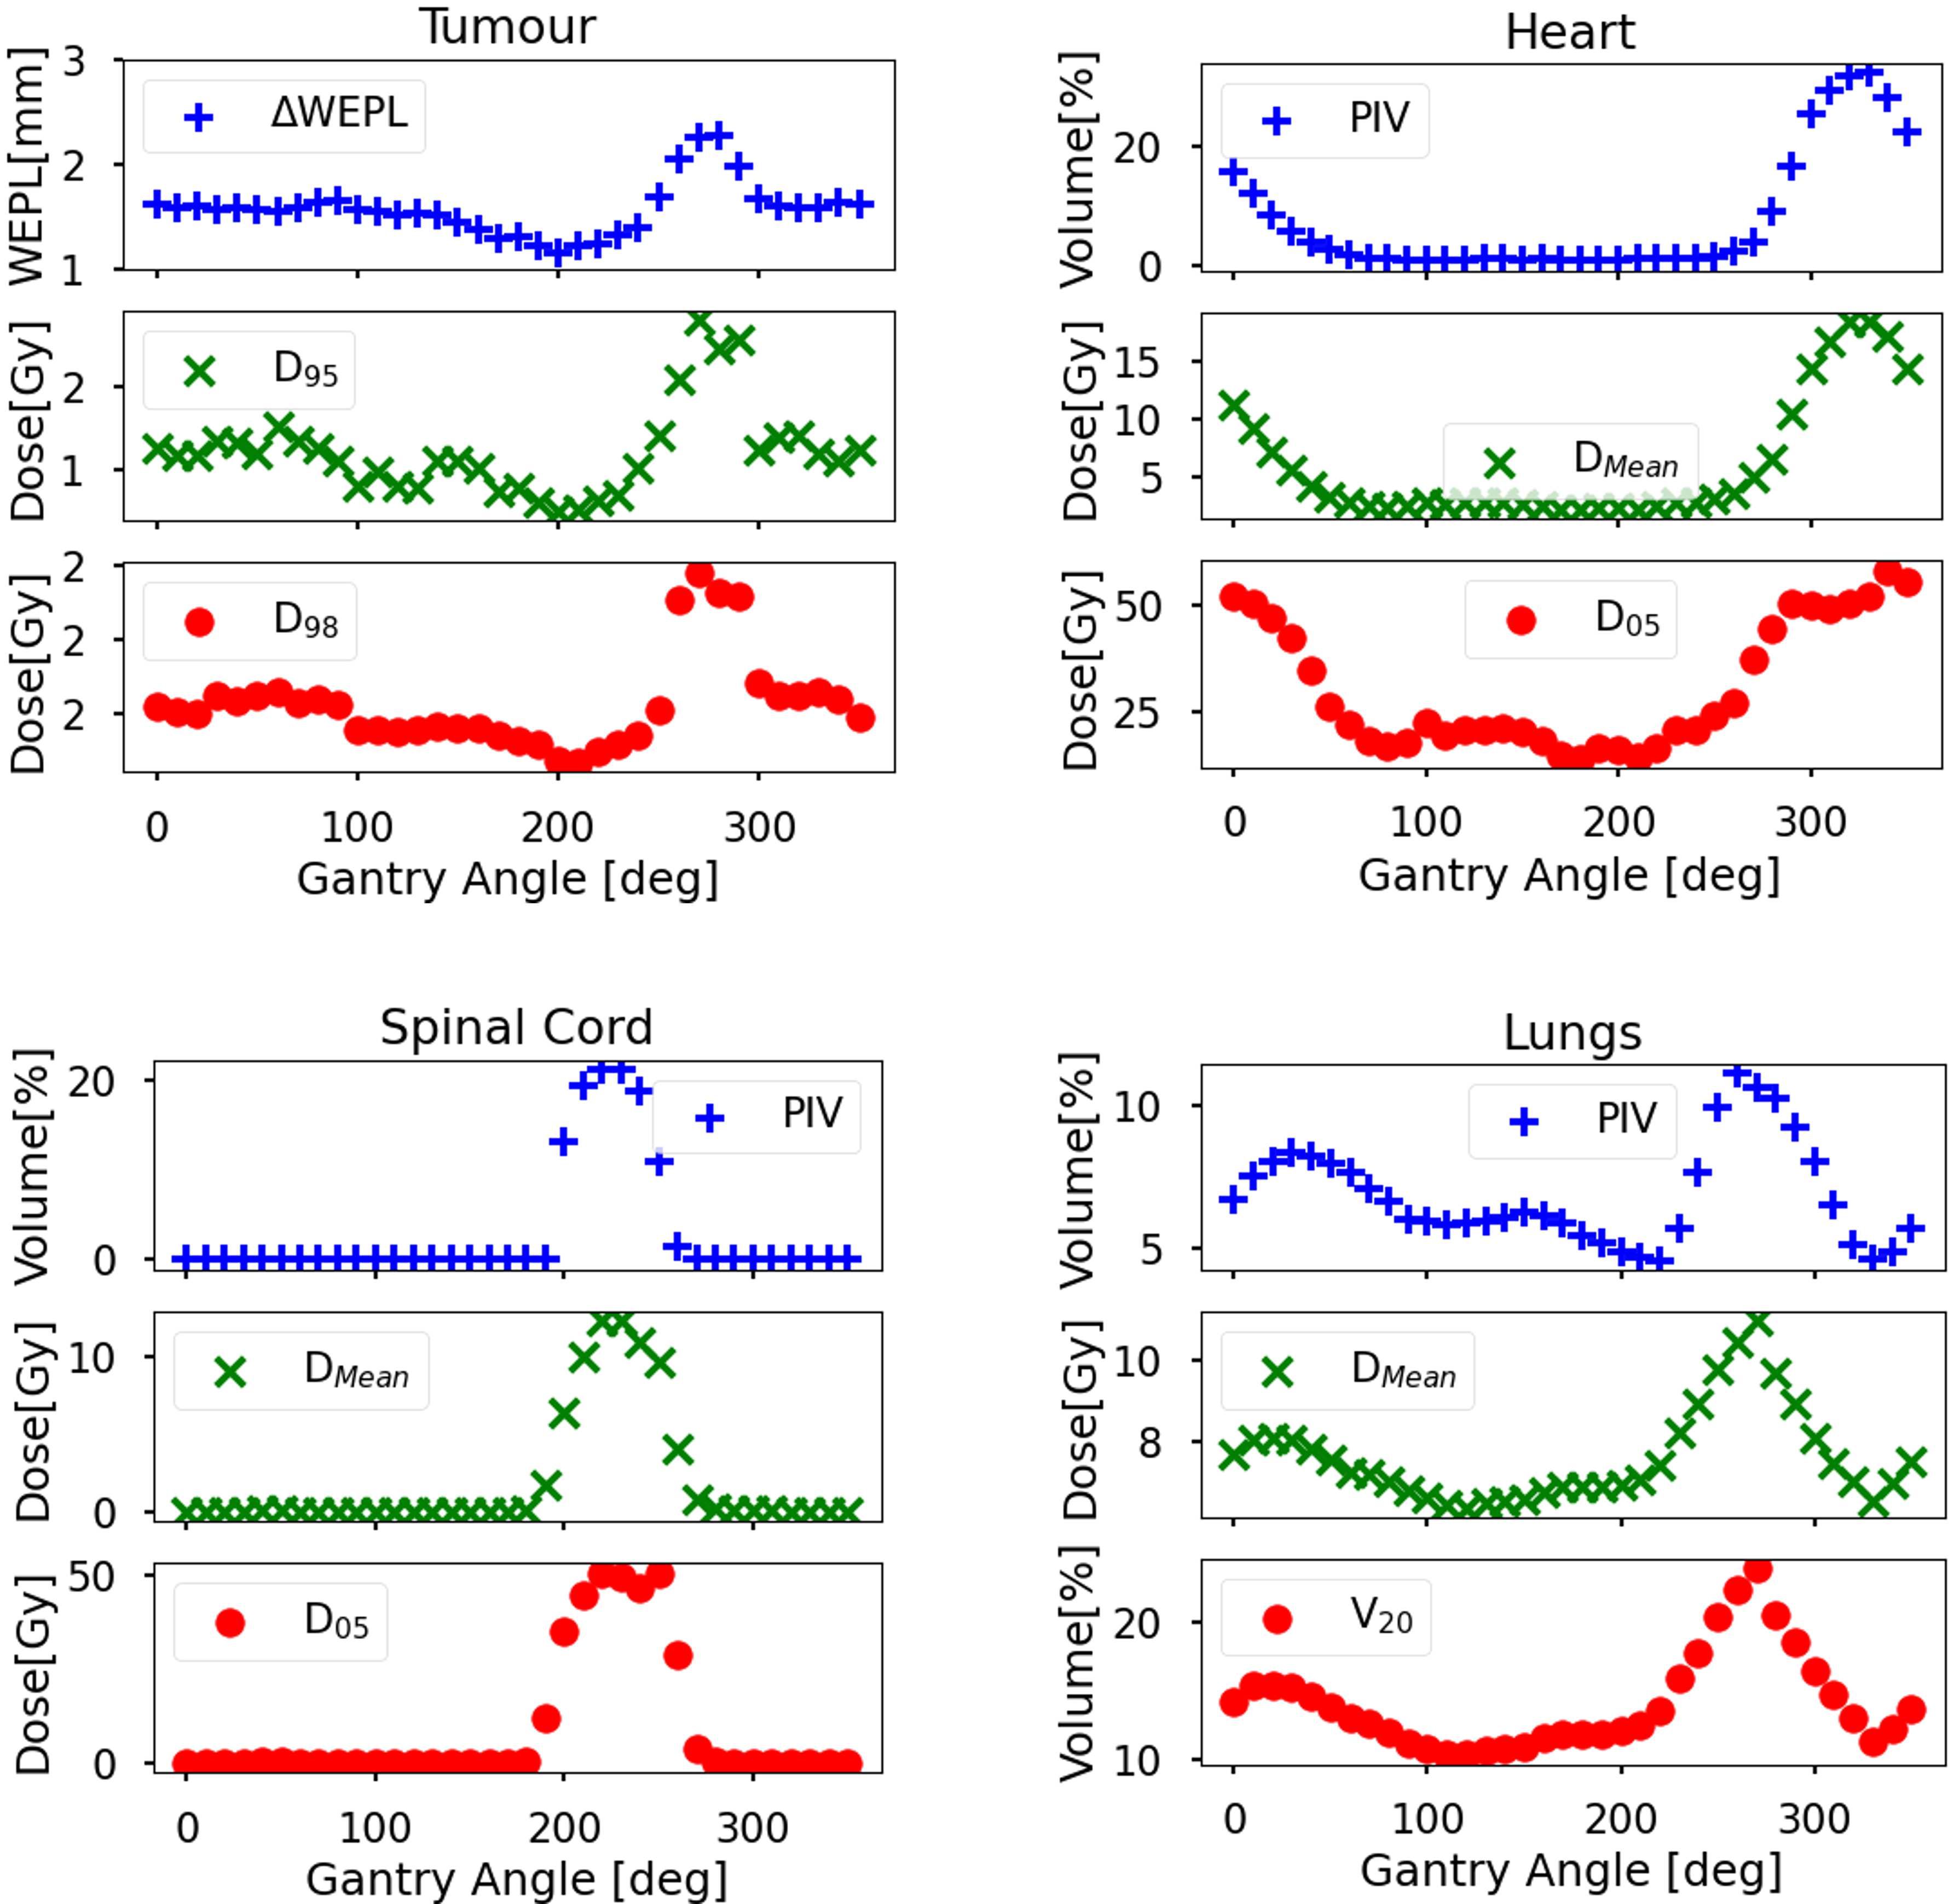 Tumour
WEPL[mm]
3
2
1
ΔWEPL
Dose[Gy]
2
1
D95
Dose[Gy]
2
2
2
D98
0 100 200 300
Gantry Angle [deg]
Heart
Volume[%]
20
0
PIV
Dose[Gy]
15
10
5
DMean
Dose[Gy]
50
25
D05
0 100 200 300
Gantry Angle [deg]
Spinal Cord
Volume[%]
20
0
PIV
Dose[Gy]
10
0
DMean
Dose[Gy]
50
0
D05
0 100 200 300
Gantry Angle [deg]
Lungs
Volume[%]
10
5
PIV
Dose[Gy]
10
8
DMean
Volume[%]
20
10
V20
0 100 200 300
Gantry Angle [deg]